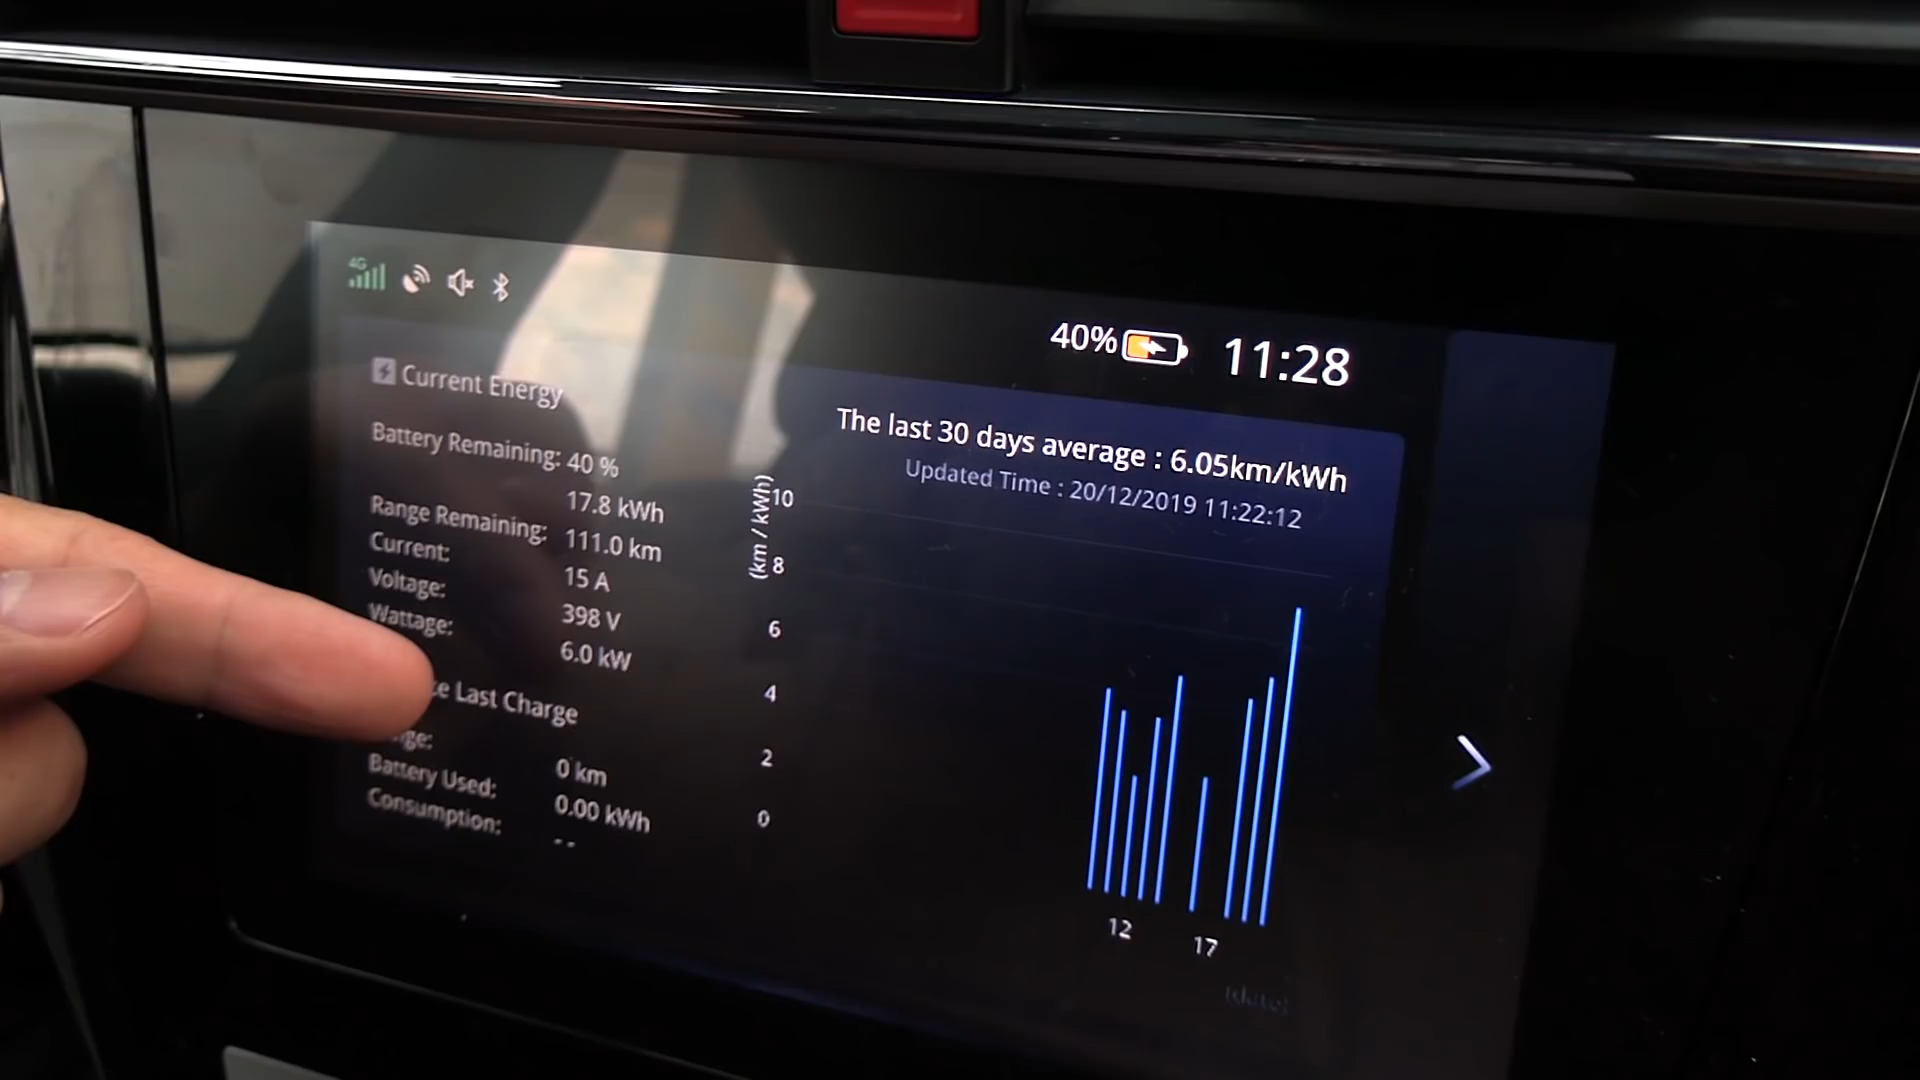 4G
40% 11:28
Current Energy
Battery Remaining: 40 %
17.8 kWh
Range Remaining: 111.0 km
Current: 15 A
Voltage: 398 V
Wattage: 6.0 kW
Last Charge
Battery Used: 0 km
Consumption: 0.00 kWh
- -
The last 30 days average : 6.05km/kWh
Updated Time : 20/12/2019 11:22:12
(km / kWh)
10
8
6
4
2
0
12 17